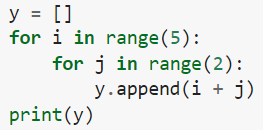 y = []
for i in range(5):
    for j in range(2):
        y.append(i + j)
print(y)